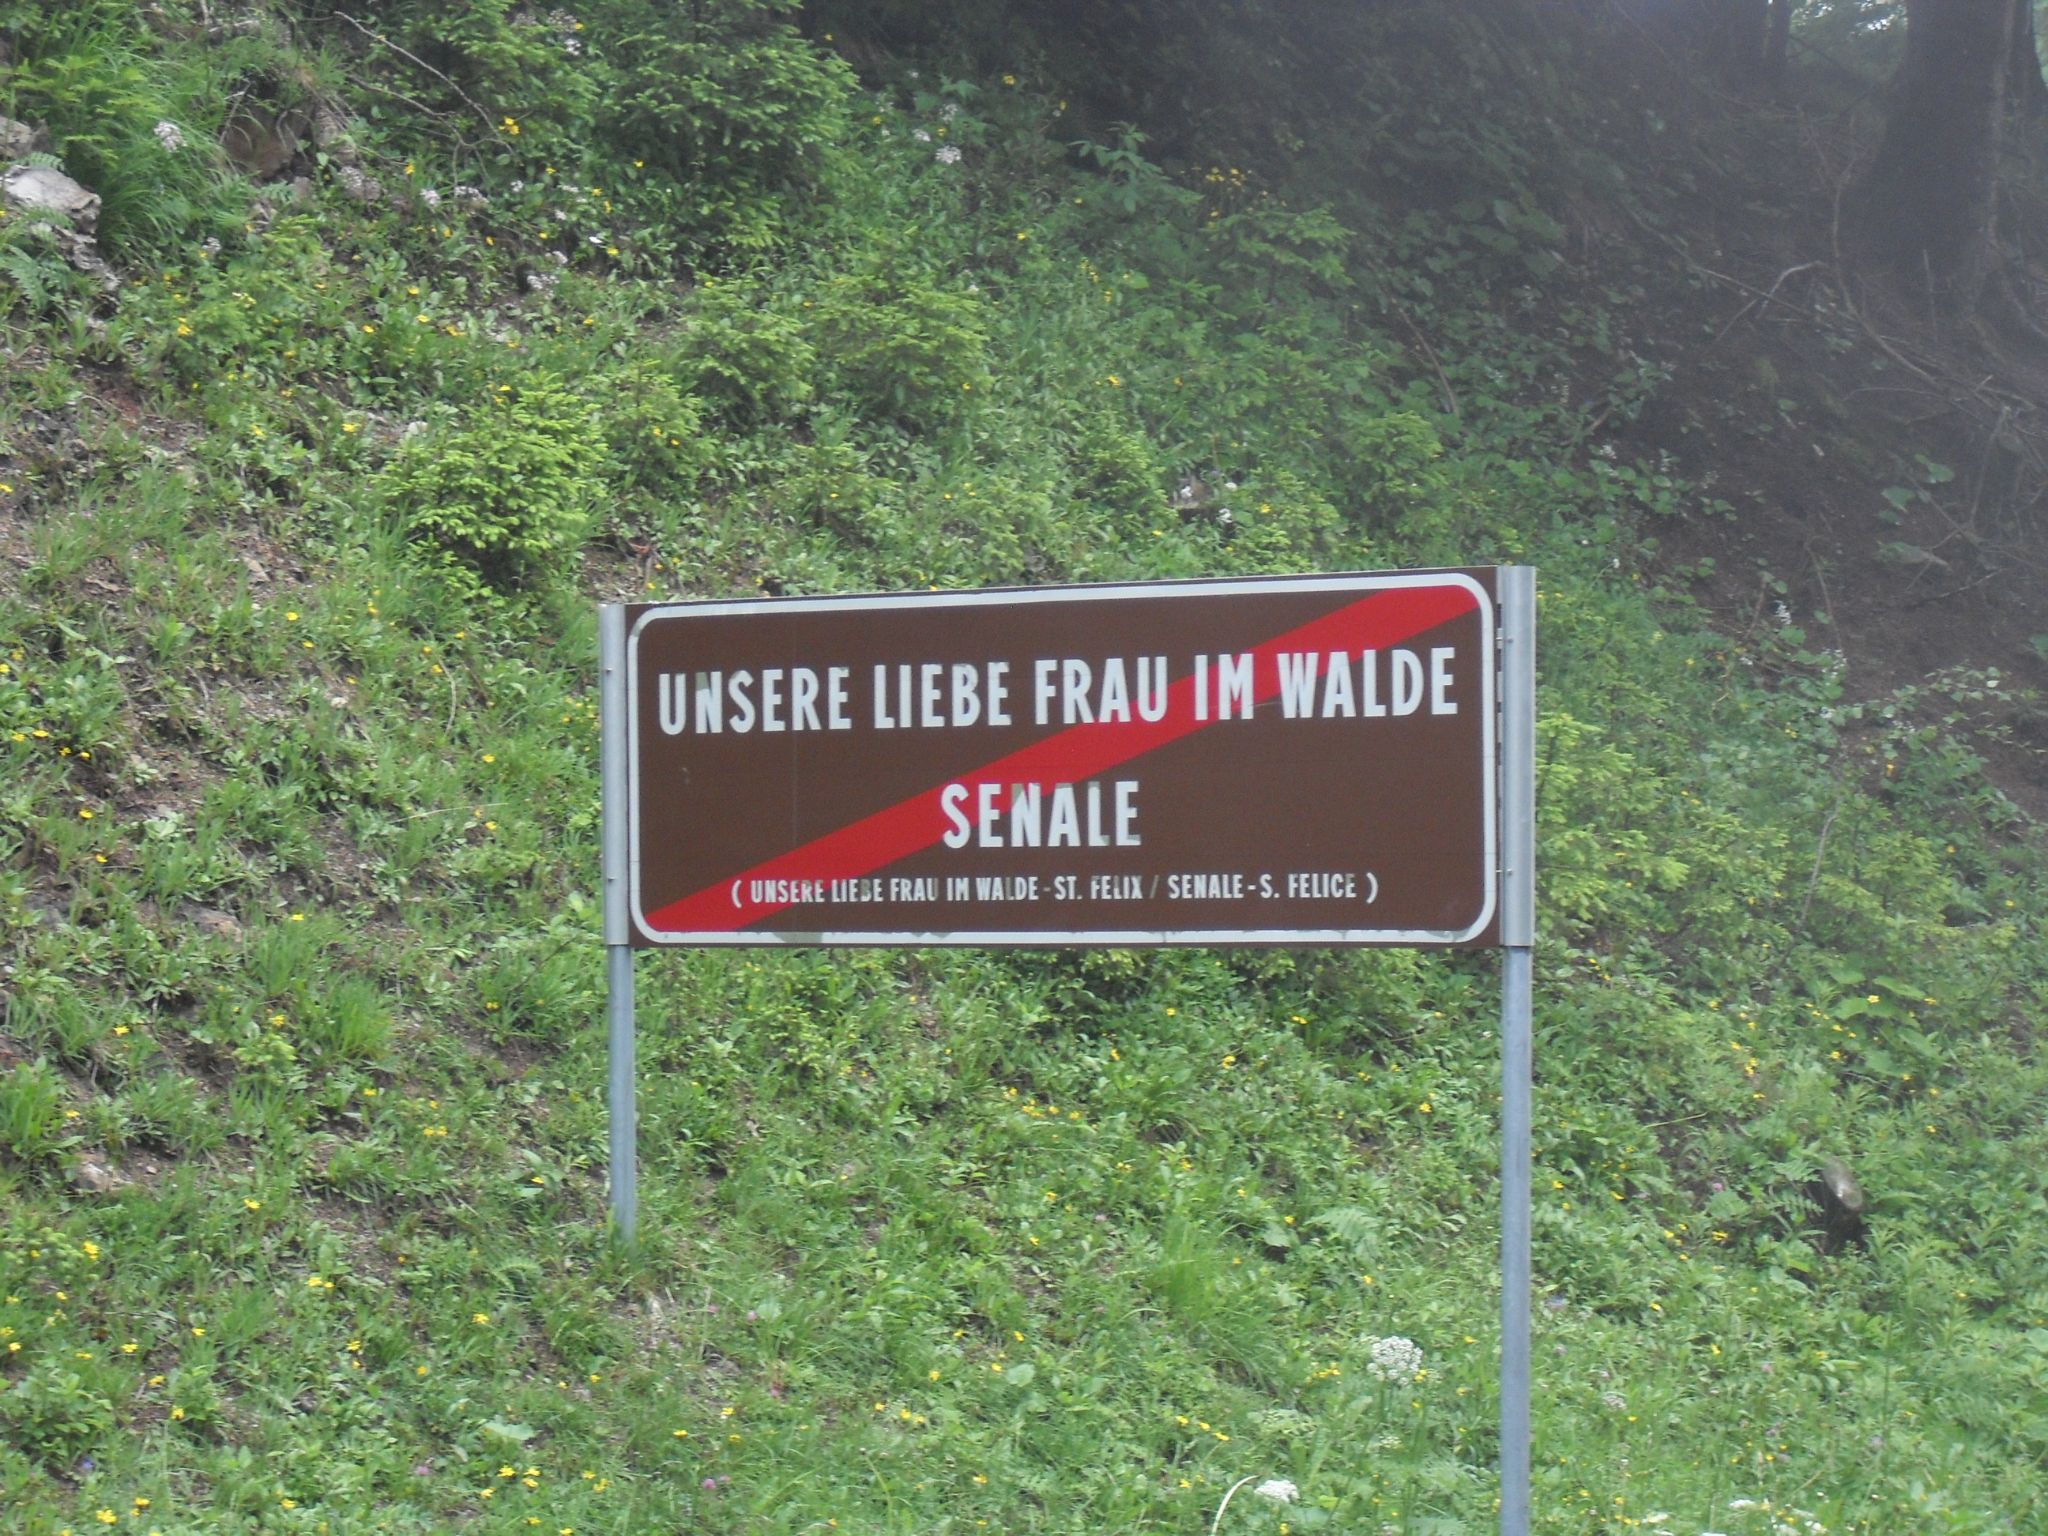 UNSERE LIEBE FRAU IM WALDE
SENALE
( UNSERE LIEBE FRAU IM WALDE - ST. FELIX / SENALE - S. FELICE )